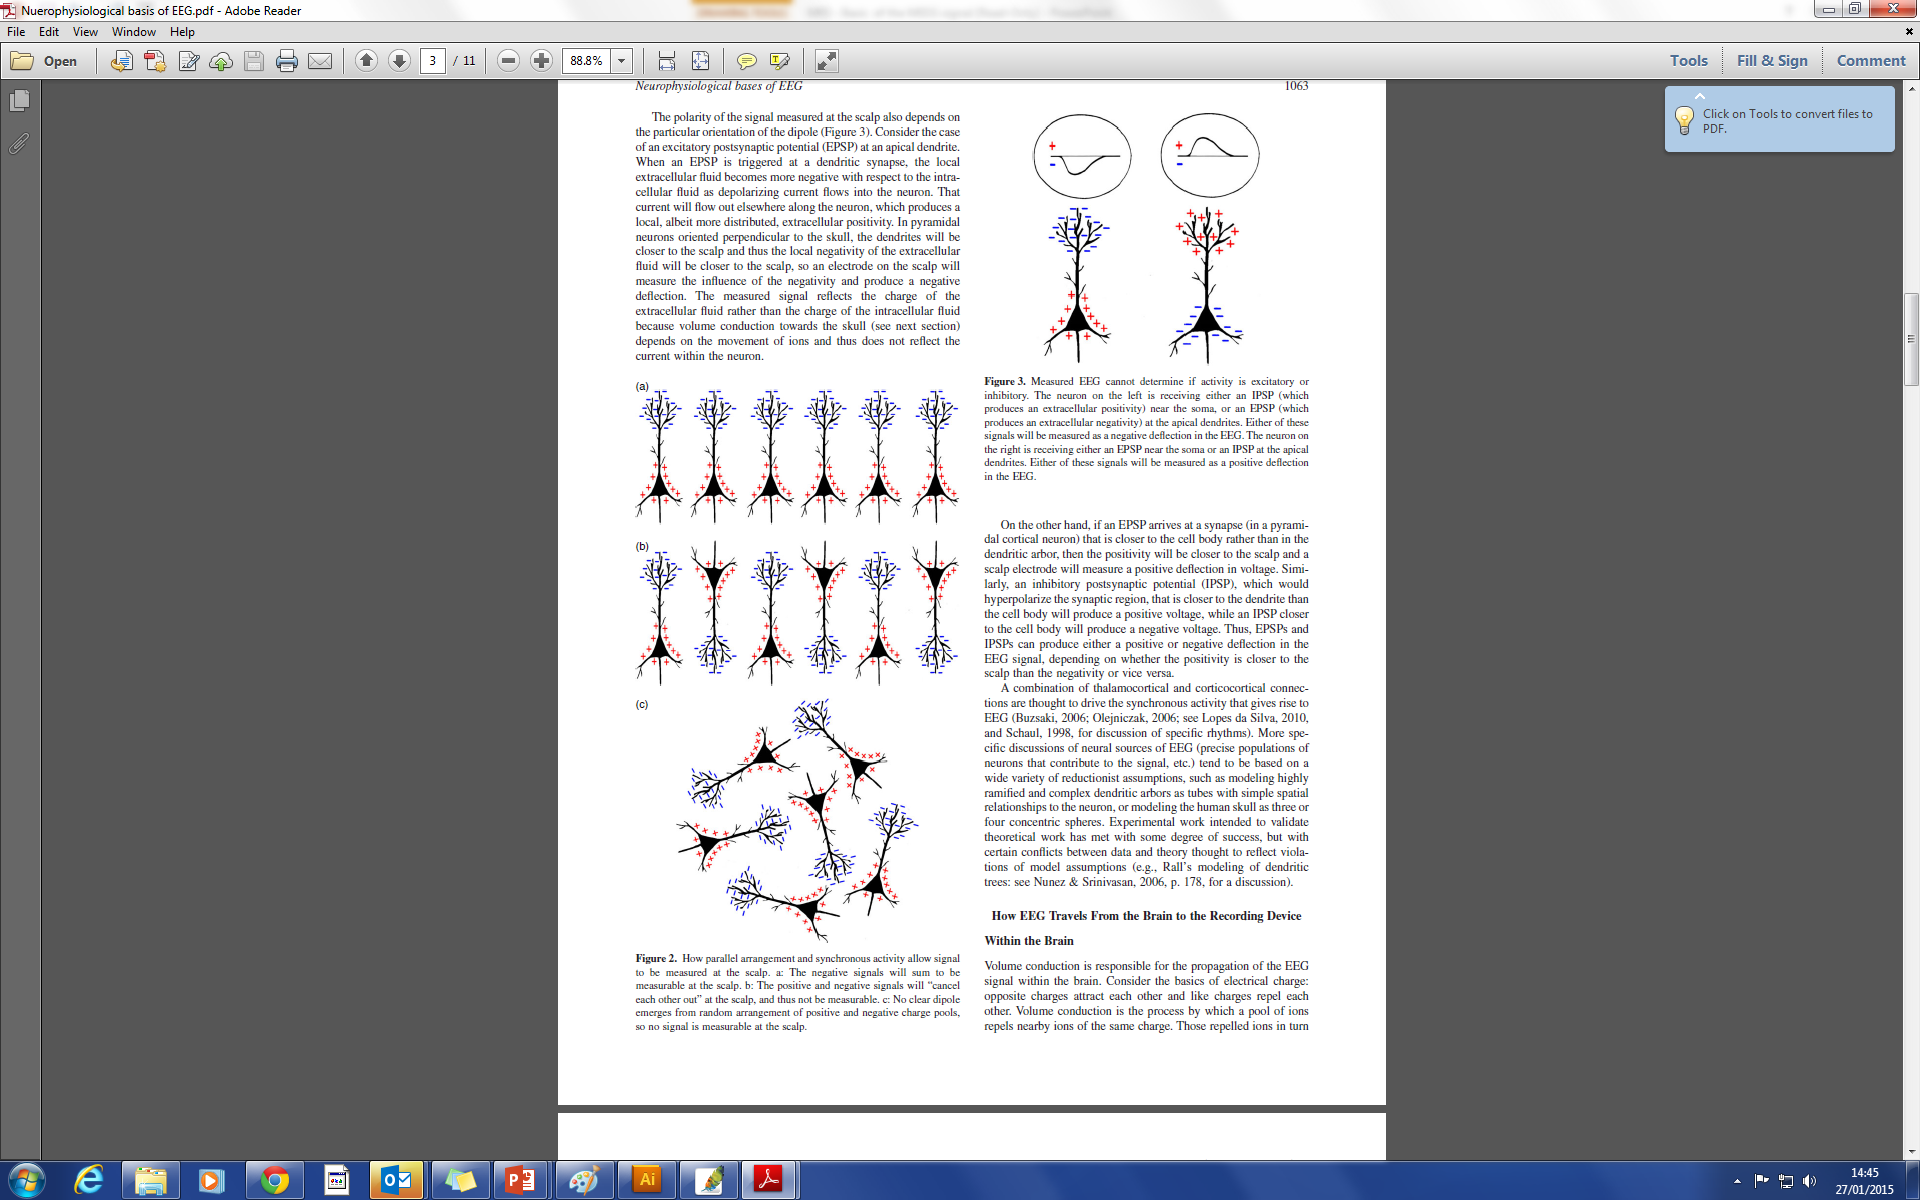 Nuerophysiological basis of EEG.pdf - Adobe Reader
File Edit View Window Help
Open
3 / 11
88.8%
Tools
Fill & Sign
Comment
Click on Tools to convert files to
PDF.
Neurophysiological bases of EEG
1063
The polarity of the signal measured at the scalp also depends on
the particular orientation of the dipole (Figure 3). Consider the case
of an excitatory postsynaptic potential (EPSP) at an apical dendrite.
When an EPSP is triggered at a dendritic synapse, the local
extracellular fluid becomes more negative with respect to the intra-
cellular fluid as depolarizing current flows into the neuron. That
current will flow out elsewhere along the neuron, which produces a
local, albeit more distributed, extracellular positivity. In pyramidal
neurons oriented perpendicular to the skull, the dendrites will be
closer to the scalp and thus the local negativity of the extracellular
fluid will be closer to the scalp, so an electrode on the scalp will
measure the influence of the negativity and produce a negative
deflection. The measured signal reflects the charge of the
extracellular fluid rather than the charge of the intracellular fluid
because volume conduction towards the skull (see next section)
depends on the movement of ions and thus does not reflect the
current within the neuron.
(a)
(b)
(c)
Figure 2. How parallel arrangement and synchronous activity allow signal
to be measured at the scalp. a: The negative signals will sum to be
measurable at the scalp. b: The positive and negative signals will “cancel
each other out” at the scalp, and thus not be measurable. c: No clear dipole
emerges from random arrangement of positive and negative charge pools,
so no signal is measurable at the scalp.
Figure 3. Measured EEG cannot determine if activity is excitatory or
inhibitory. The neuron on the left is receiving either an IPSP (which
produces an extracellular positivity) near the soma, or an EPSP (which
produces an extracellular negativity) at the apical dendrites. Either of these
signals will be measured as a negative deflection in the EEG. The neuron on
the right is receiving either an EPSP near the soma or an IPSP at the apical
dendrites. Either of these signals will be measured as a positive deflection
in the EEG.
On the other hand, if an EPSP arrives at a synapse (in a pyrami-
dal cortical neuron) that is closer to the cell body rather than in the
dendritic arbor, then the positivity will be closer to the scalp and a
scalp electrode will measure a positive deflection in voltage. Simi-
larly, an inhibitory postsynaptic potential (IPSP), which would
hyperpolarize the synaptic region, that is closer to the dendrite than
the cell body will produce a positive voltage, while an IPSP closer
to the cell body will produce a negative voltage. Thus, EPSPs and
IPSPs can produce either a positive or negative deflection in the
EEG signal, depending on whether the positivity is closer to the
scalp than the negativity or vice versa.
A combination of thalamocortical and corticocortical connec-
tions are thought to drive the synchronous activity that gives rise to
EEG (Buzsaki, 2006; Olejniczak, 2006; see Lopes da Silva, 2010,
and Schaul, 1998, for discussion of specific rhythms). More spe-
cific discussions of neural sources of EEG (precise populations of
neurons that contribute to the signal, etc.) tend to be based on a
wide variety of reductionist assumptions, such as modeling highly
ramified and complex dendritic arbors as tubes with simple spatial
relationships to the neuron, or modeling the human skull as three or
four concentric spheres. Experimental work intended to validate
theoretical work has met with some degree of success, but with
certain conflicts between data and theory thought to reflect viola-
tions of model assumptions (e.g., Rall’s modeling of dendritic
trees: see Nunez & Srinivasan, 2006, p. 178, for a discussion).
How EEG Travels From the Brain to the Recording Device
Within the Brain
Volume conduction is responsible for the propagation of the EEG
signal within the brain. Consider the basics of electrical charge:
opposite charges attract each other and like charges repel each
other. Volume conduction is the process by which a pool of ions
repels nearby ions of the same charge. Those repelled ions in turn
Ai
14:45
27/01/2015